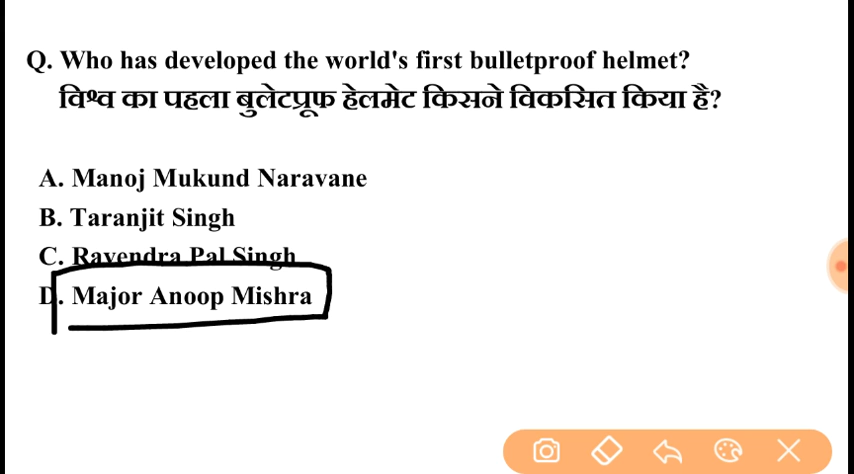 Q. Who has developed the world's first bulletproof helmet?
विश्व का पहला बुलेटप्रूफ हेलमेट किसने विकसित किया है?
A. Manoj Mukund Naravane
B. Taranjit Singh
C. Ravendra Pal Singh
D. Major Anoop Mishra